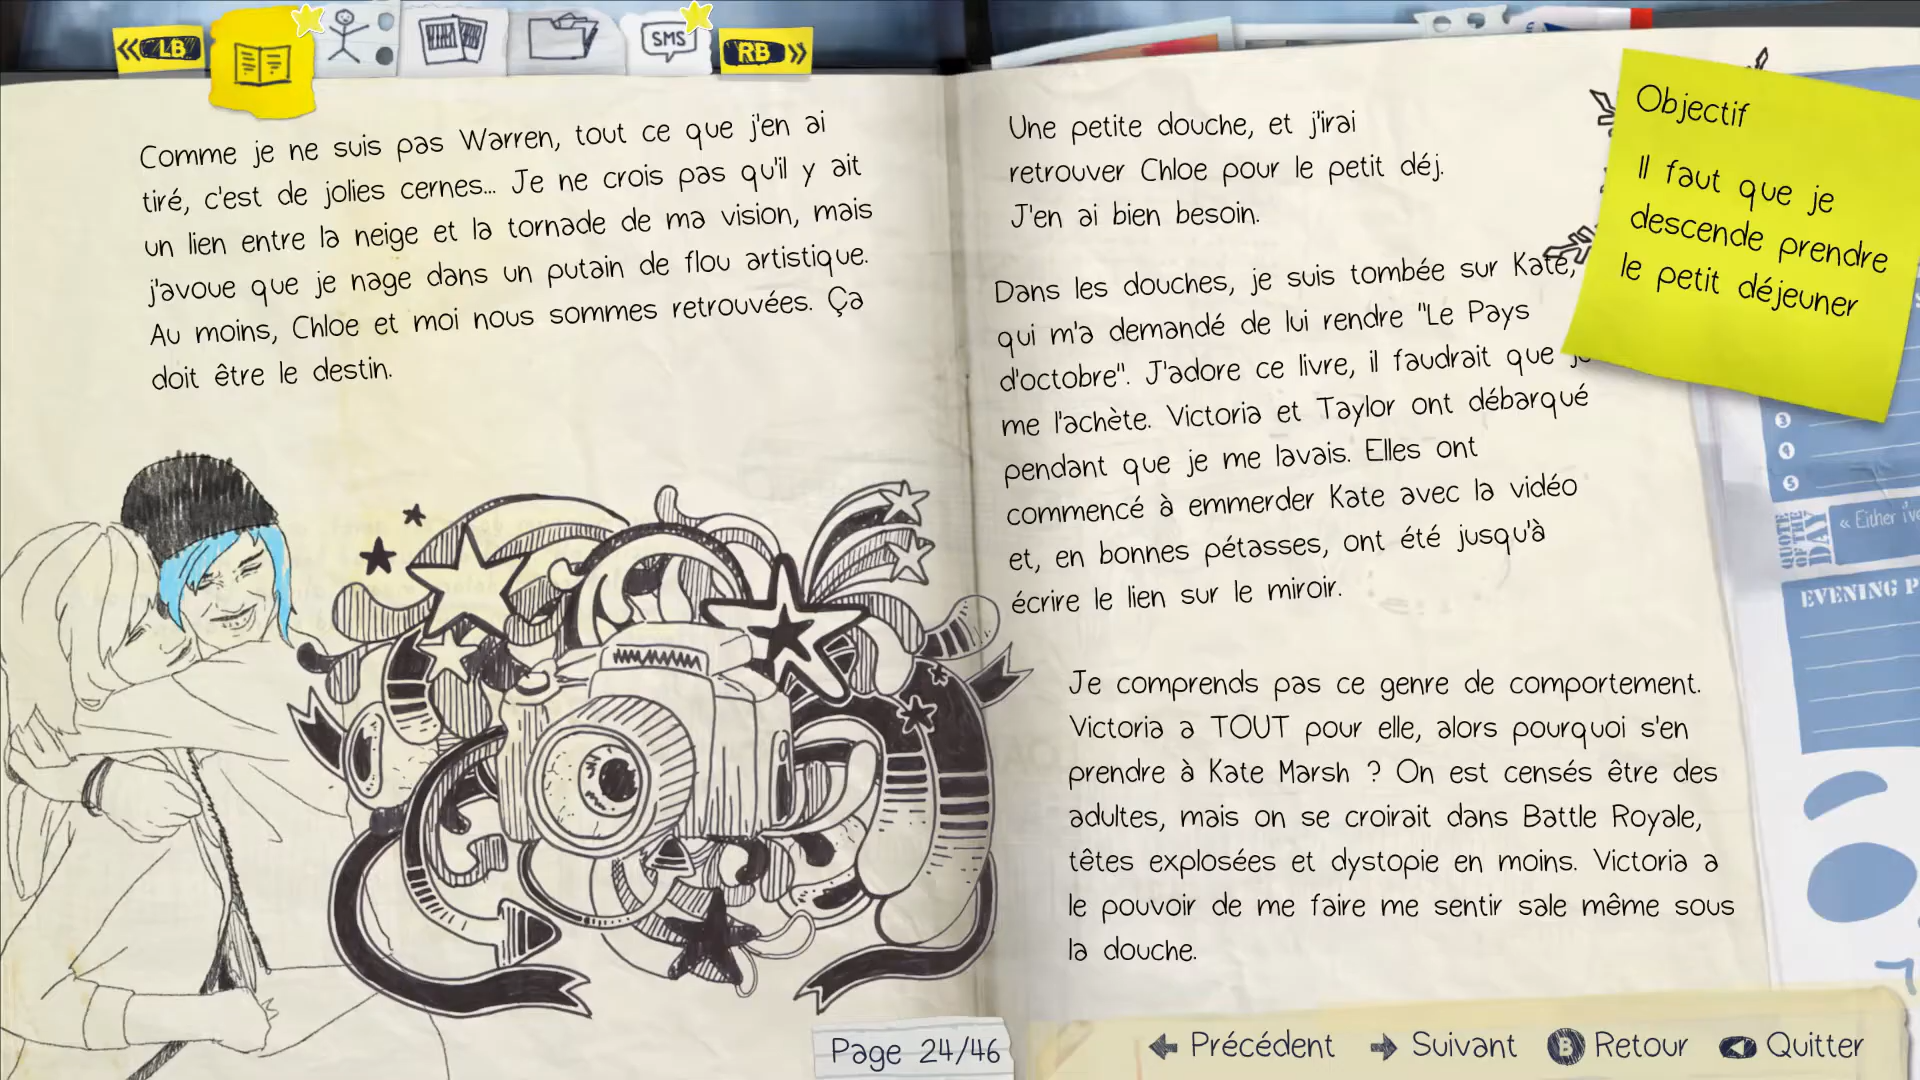 LB
SMS
RB
Comme je ne suis pas Warren, tout ce que j'en ai
tiré, c'est de jolies cernes... Je ne crois pas qu'il y ait
un lien entre la neige et la tornade de ma vision, mais
j'avoue que je nage dans un putain de flou artistique.
Au moins, Chloe et moi nous sommes retrouvées. Ça
doit être le destin.
Une petite douche, et j'irai
retrouver Chloe pour le petit déj.
J'en ai bien besoin.
Dans les douches, je suis tombée sur Kate,
qui m'a demandé de lui rendre "Le Pays
d'octobre". J'adore ce livre, il faudrait que je
me l'achète. Victoria et Taylor ont débarqué
pendant que je me lavais. Elles ont
commencé à emmerder Kate avec la vidéo
et, en bonnes pétasses, ont été jusqu'à
écrire le lien sur le miroir.
Je comprends pas ce genre de comportement.
Victoria a TOUT pour elle, alors pourquoi s'en
prendre à Kate Marsh ? On est censés être des
adultes, mais on se croirait dans Battle Royale,
têtes explosées et dystopie en moins. Victoria a
le pouvoir de me faire me sentir sale même sous
la douche.
Objectif
Il faut que je
descende prendre
le petit déjeuner
3
4
5
QUOTE OF THE DAY
« Either i've
EVENING P
Page 24/46
Précédent
Suivant
B Retour
Quitter